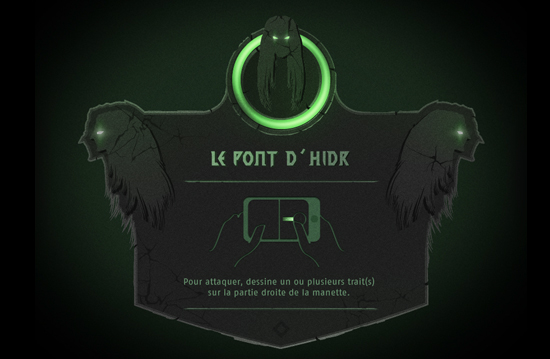 LE PONT D'HIDR
Pour attaquer, dessine un ou plusieurs trait(s)
sur la partie droite de la manette.